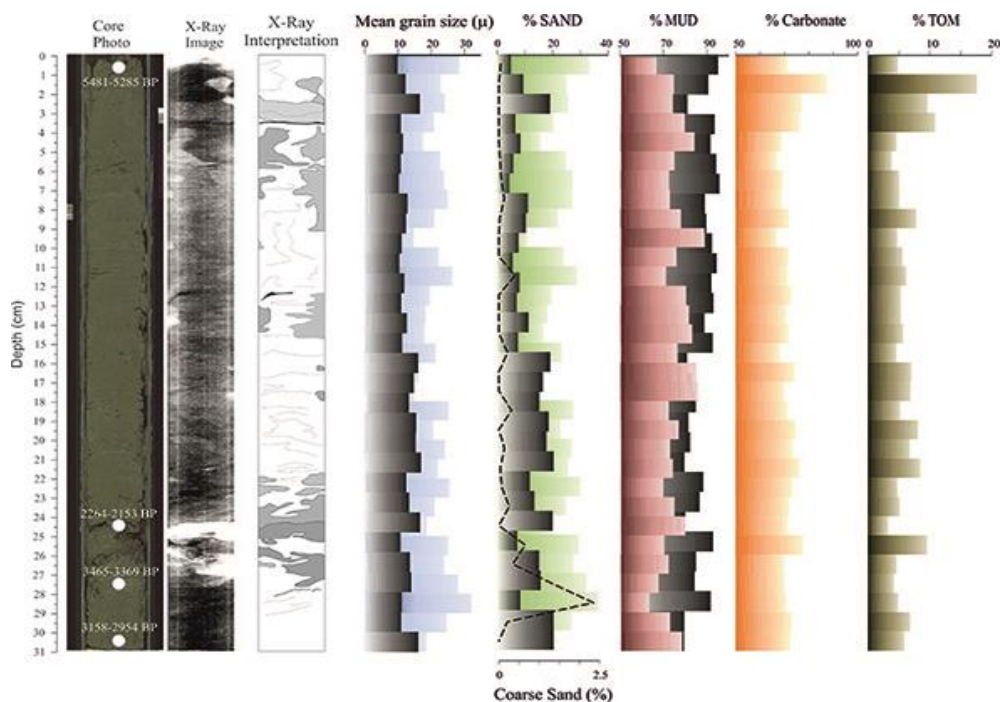 Core
Photo
X-Ray
Image
X-Ray
Interpretation
Mean grain size (μ)
% SAND
% MUD
% Carbonate
% TOM
0 10 20 30
0 20 40
50 70 90
50 100
0 10 20
Depth (cm)
0
1
2
3
4
5
6
7
8
9
10
11
12
13
14
15
16
17
18
19
20
21
22
23
24
25
26
27
28
29
30
31
5481-5285 BP
2264-2153 BP
3465-3369 BP
3158-2954 BP
0 2.5
Coarse Sand (%)